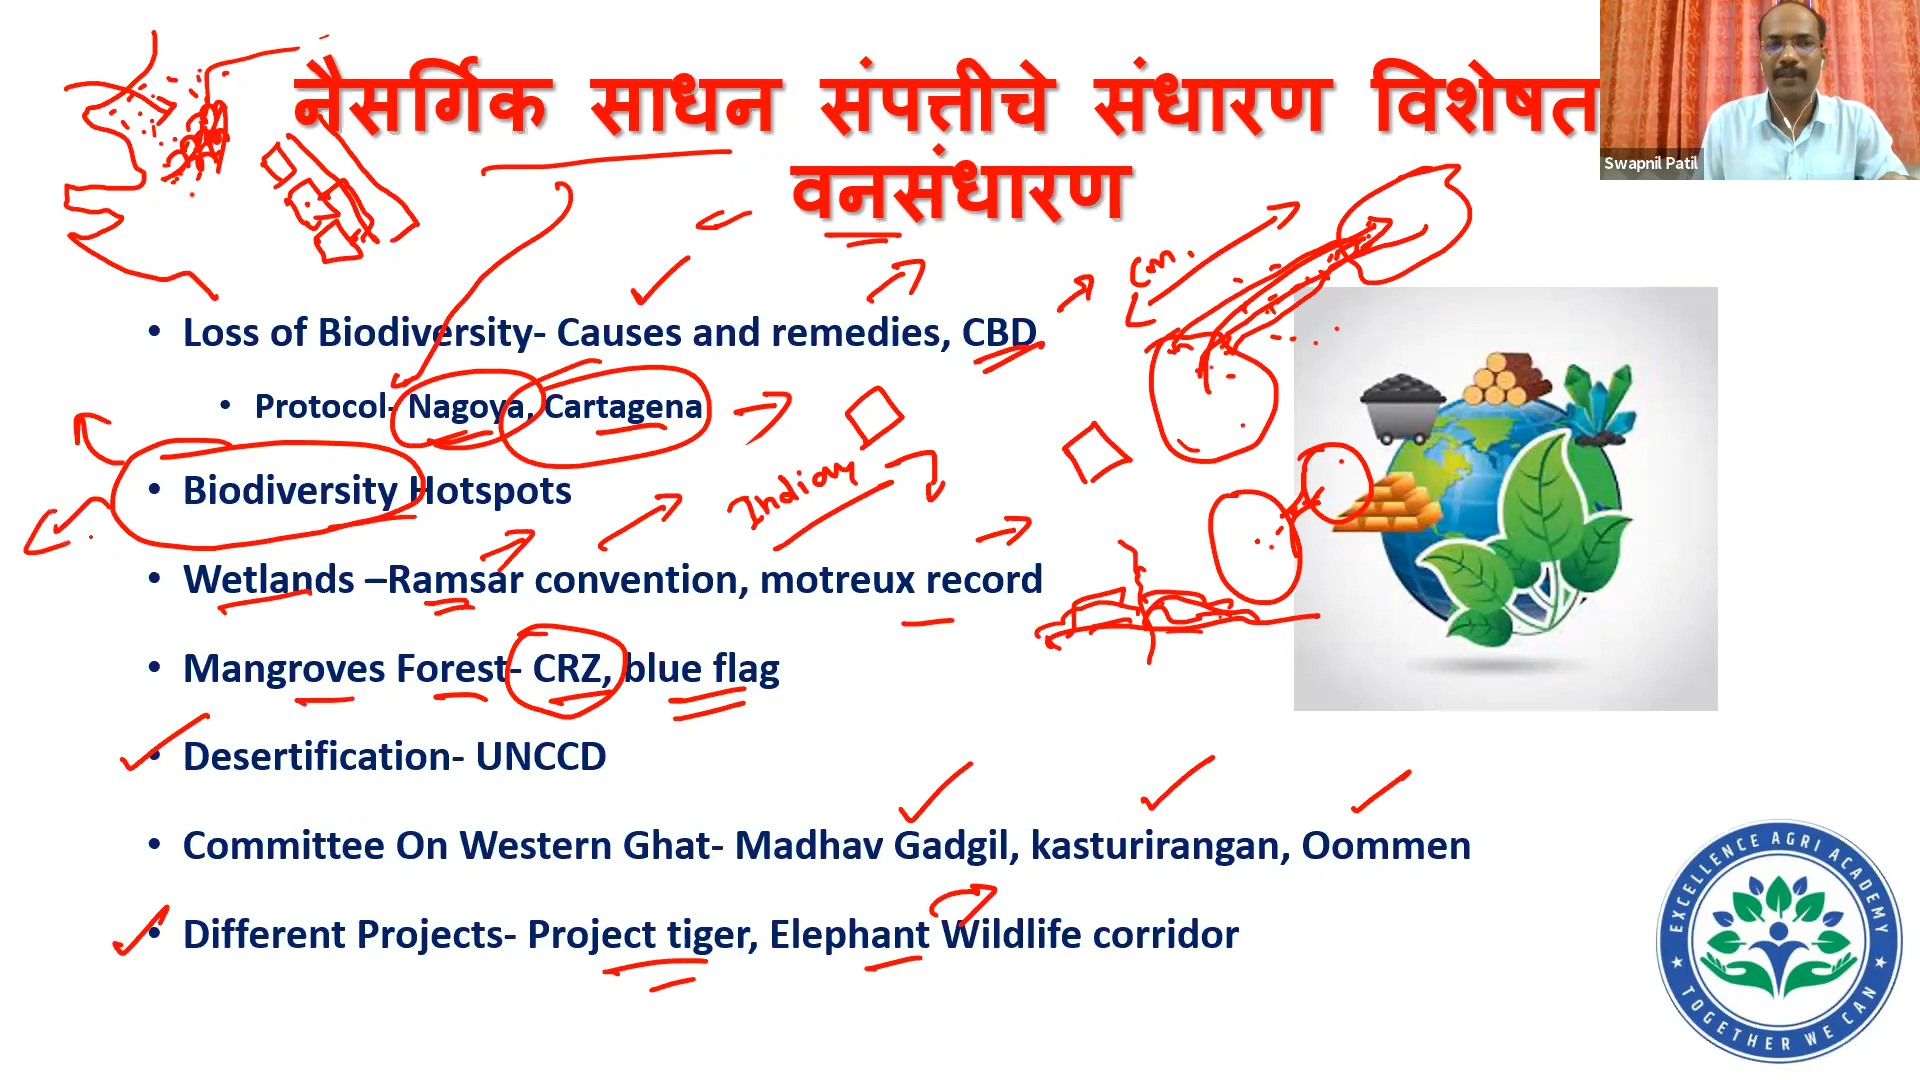 नैसर्गिक साधन संपत्तीचे संधारण विशेषत
वनसंधारण
Swapnil Patil
• Loss of Biodiversity- Causes and remedies, CBD
• Protocol- Nagoya, Cartagena
• Biodiversity Hotspots
• Wetlands –Ramsar convention, motreux record
• Mangroves Forest- CRZ, blue flag
• Desertification- UNCCD
• Committee On Western Ghat- Madhav Gadgil, kasturirangan, Oommen
• Different Projects- Project tiger, Elephant Wildlife corridor
EXCELLENCE AGRI ACADEMY
TOGETHER WE CAN